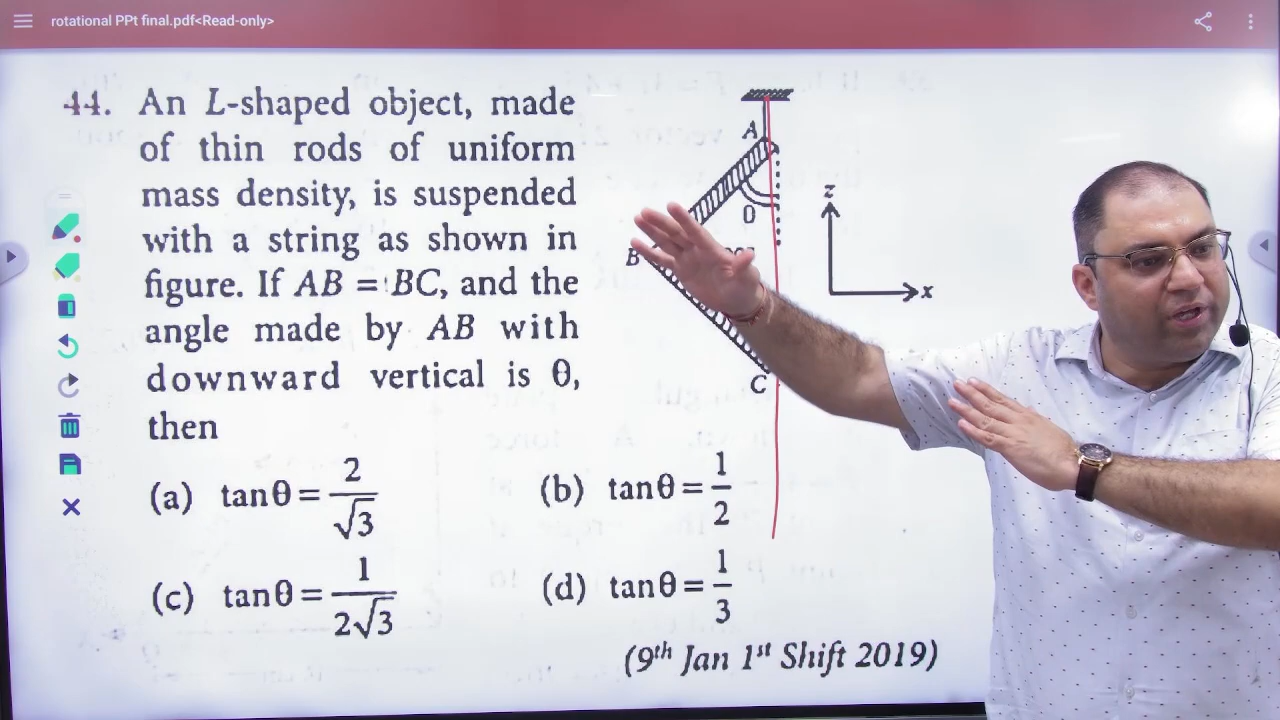 rotational PPt final.pdf<Read-only>
44. An L-shaped object, made
of thin rods of uniform
mass density, is suspended
with a string as shown in
figure. If AB = BC, and the
angle made by AB with
downward vertical is θ,
then
(a) tanθ = 2/√3
(b) tanθ = 1/2
(c) tanθ = 1/2√3
(d) tanθ = 1/3
(9th Jan 1st Shift 2019)
A
θ
B
C
z
x